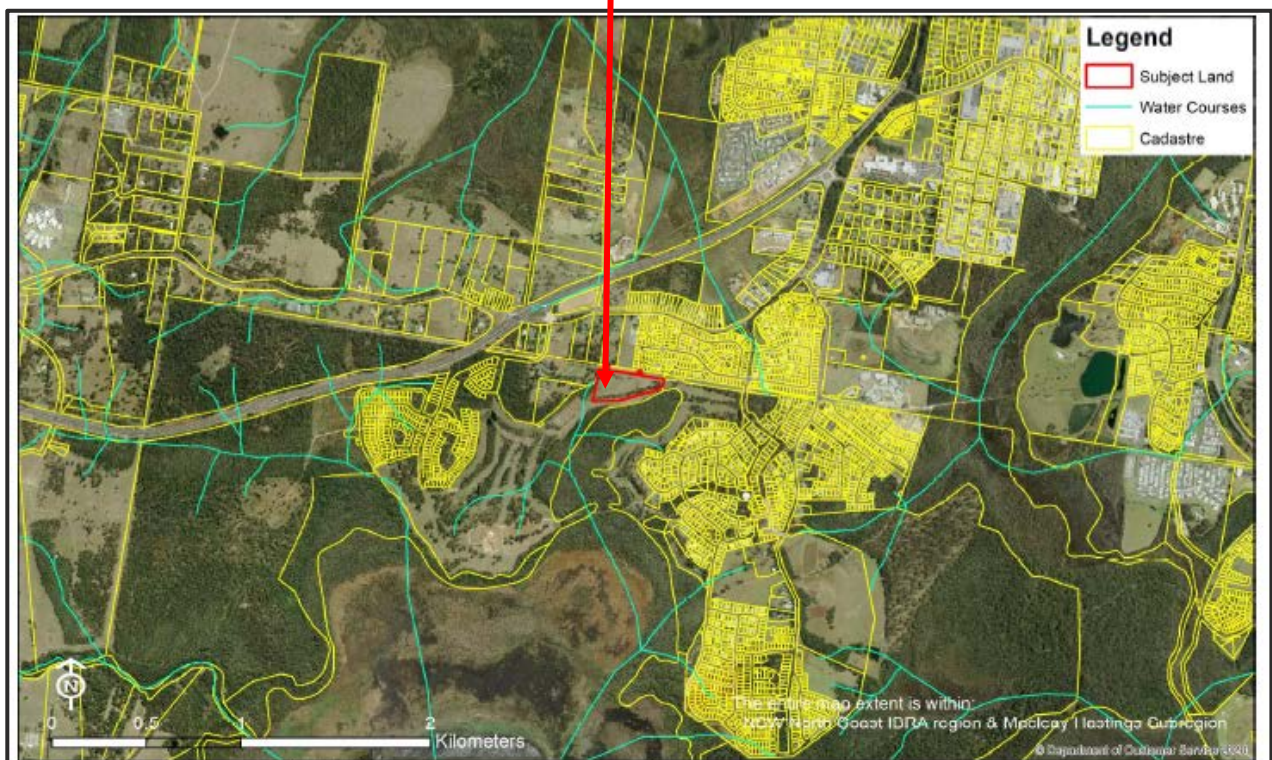 Legend
Subject Land
Water Courses
Cadastre
N
0 0.5 1 2
Kilometers
The entire map extent is within:
NSW North Coast IBRA region & Macleay Hastings Subregion
© Department of Customer Service 2020